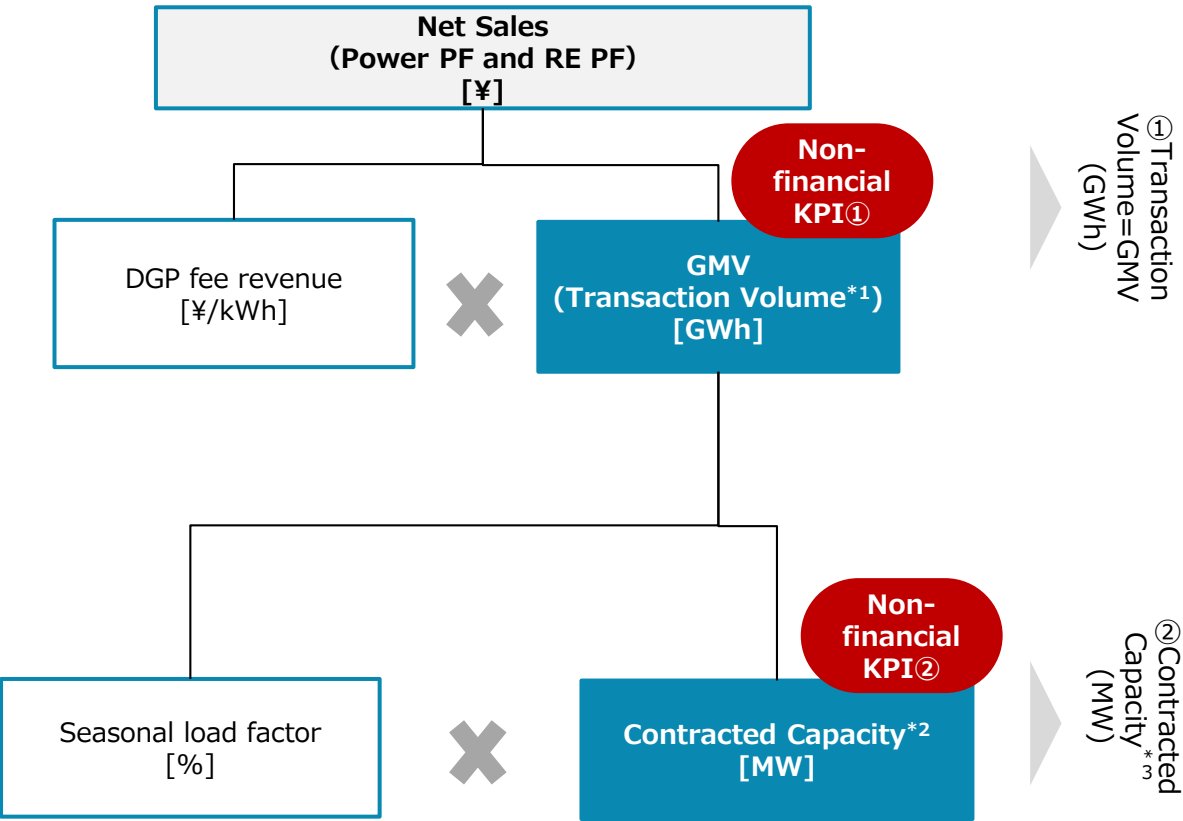 Net Sales
(Power PF and RE PF)
[¥]
Non-
financial
KPI①
DGP fee revenue
[¥/kWh]
GMV
(Transaction Volume*1)
[GWh]
①Transaction
Volume=GMV
(GWh)
Non-
financial
KPI②
Seasonal load factor
[%]
Contracted Capacity*2
[MW]
②Contracted
Capacity*3
(MW)